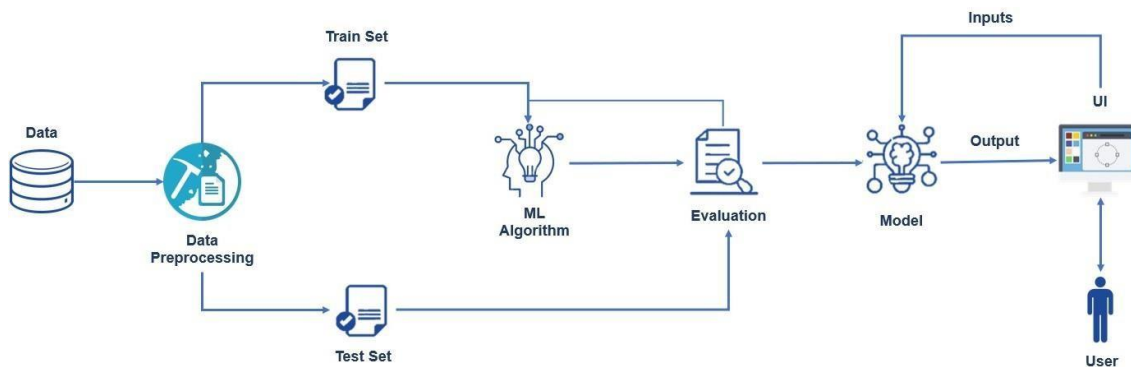 Inputs
Train Set
UI
Data
Output
ML
Algorithm
Evaluation
Model
Data
Preprocessing
Test Set
User